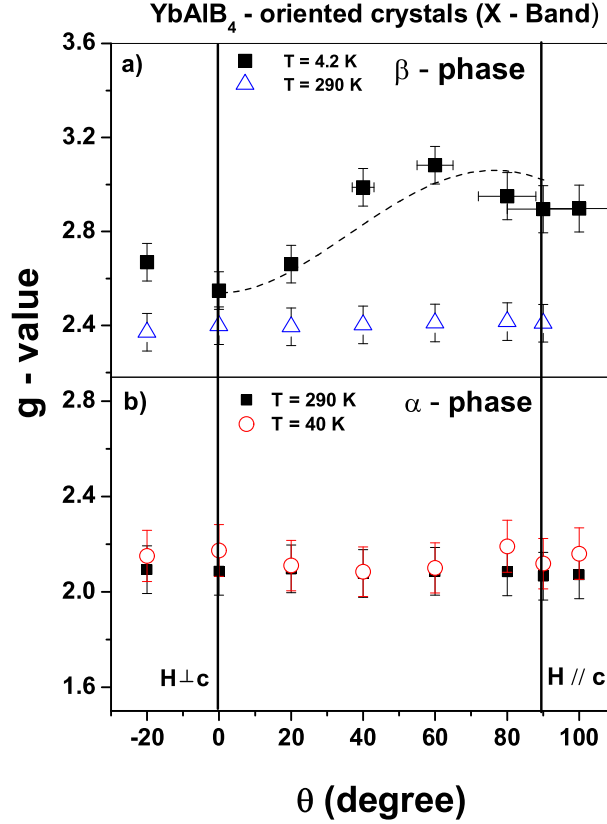 YbAlB₄ - oriented crystals (X - Band)
a)
T = 4.2 K
T = 290 K
β - phase
3.6
3.2
2.8
2.4
b)
T = 290 K
T = 40 K
α - phase
2.8
2.4
2.0
1.6
g - value
H⊥c
H // c
-20 0 20 40 60 80 100
θ (degree)